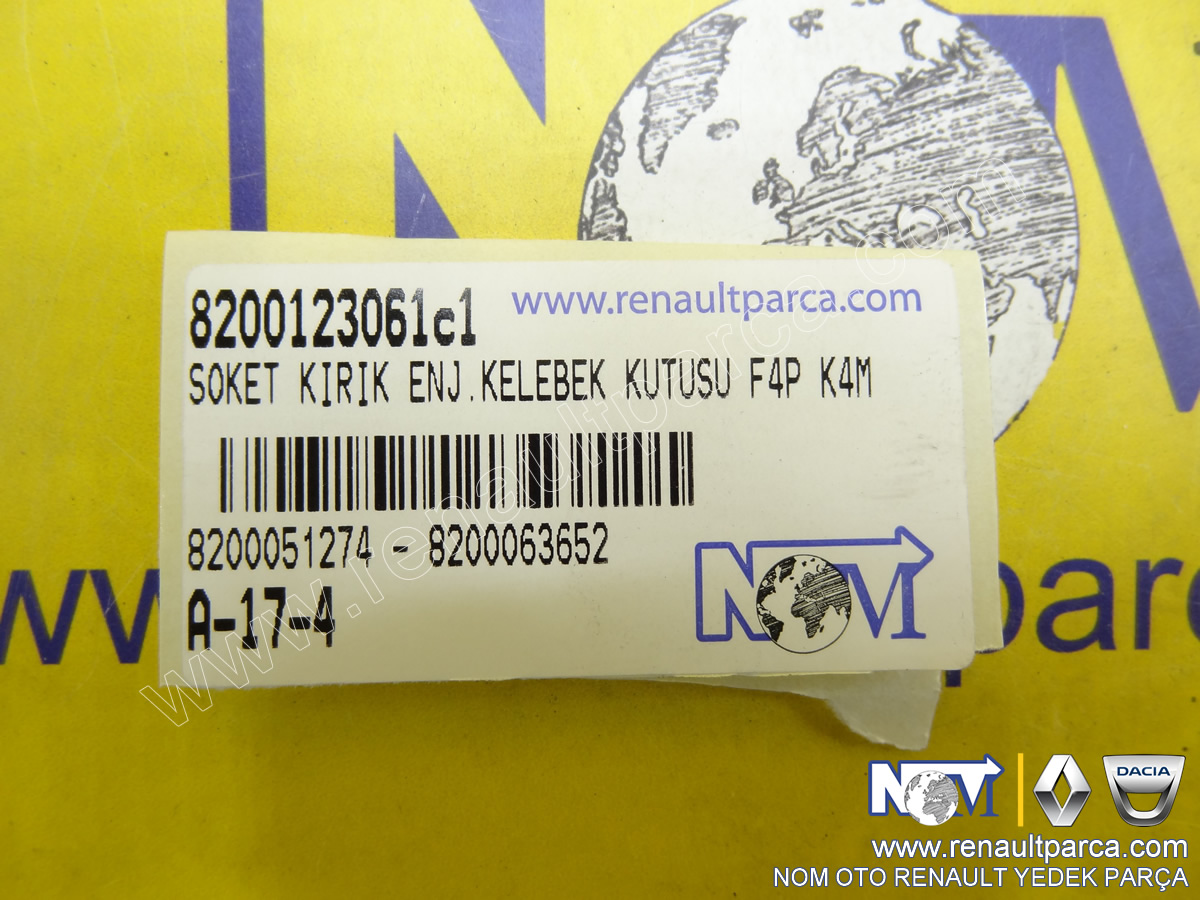 8200123061c1 www.renaultparca.com
SOKET KIRIK ENJ.KELEBEK KUTUSU F4P K4M
8200051274 - 8200063652
A-17-4
NOM
www.renaultparca.com
NOM
DACIA
www.renaultparca.com
NOM OTO RENAULT YEDEK PARÇA